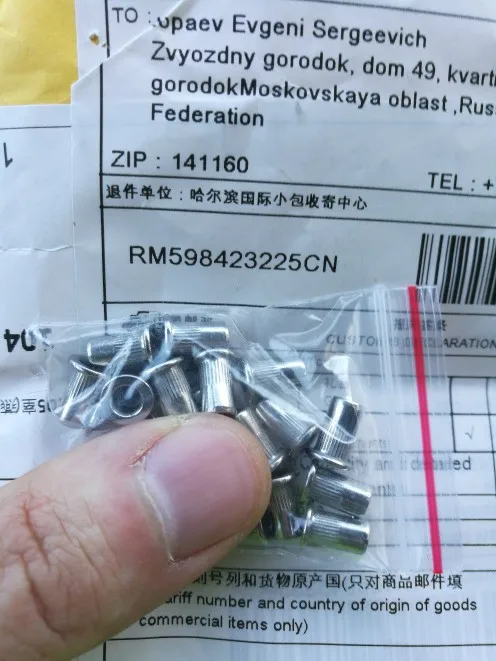 TO :
opaev Evgeni Sergeevich
Zvyozdny gorodok, dom 49, kvarti
gorodokMoskovskaya oblast ,Rus
Federation
ZIP : 141160
TEL : +
退件单位：哈尔滨国际小包收寄中心
RM598423225CN
CUSTOMS DECLARATION
detailed
号列和货物原产国(只对商品邮件填
ariff number and country of origin of goods
commercial items only)